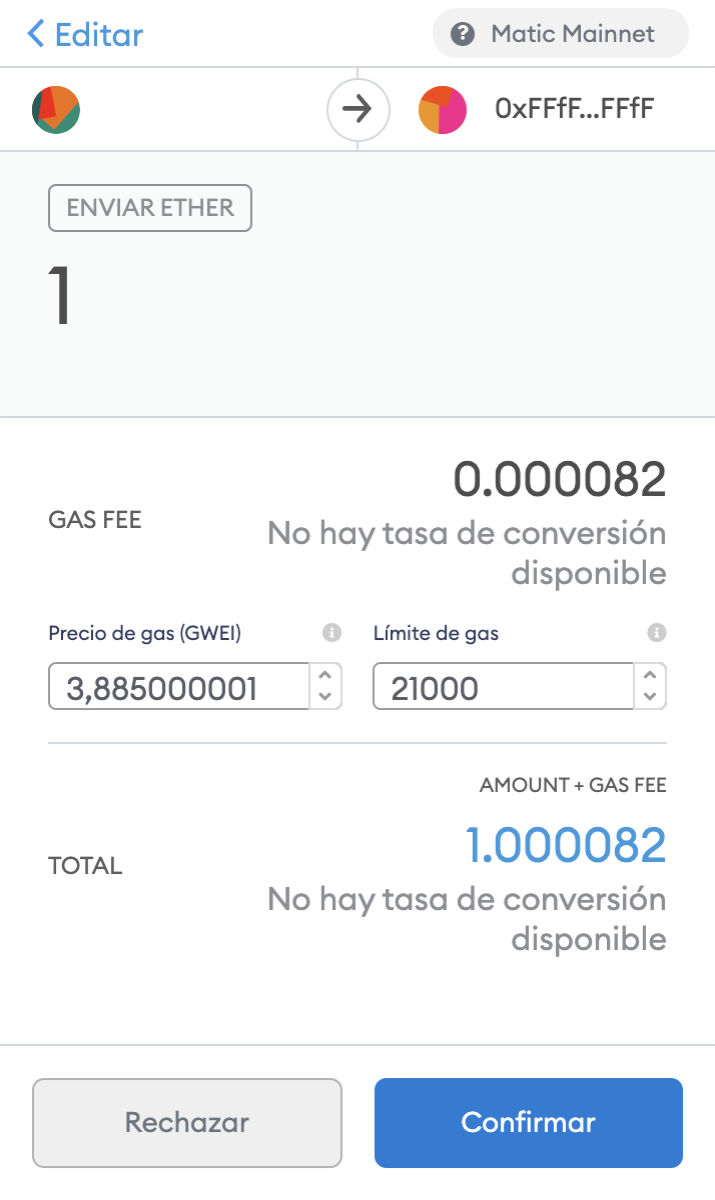 Editar
Matic Mainnet
0xFFfF...FFfF
ENVIAR ETHER
1
0.000082
GAS FEE
No hay tasa de conversión
disponible
Precio de gas (GWEI)
Límite de gas
3,885000001
21000
AMOUNT + GAS FEE
1.000082
TOTAL
No hay tasa de conversión
disponible
Rechazar
Confirmar